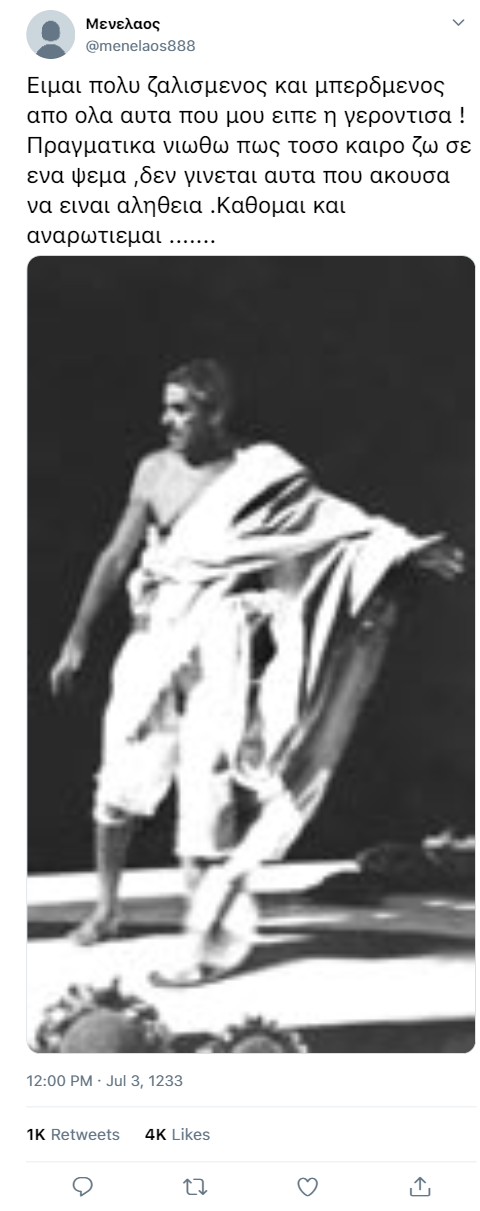 Μενελαος
@menelaos888
Ειμαι πολυ ζαλισμενος και μπερδμενος
απο ολα αυτα που μου ειπε η γεροντισα !
Πραγματικα νιωθω πως τοσο καιρο ζω σε
ενα ψεμα ,δεν γινεται αυτα που ακουσα
να ειναι αληθεια .Καθομαι και
αναρωτιεμαι .......
12:00 PM · Jul 3, 1233
1K Retweets 4K Likes